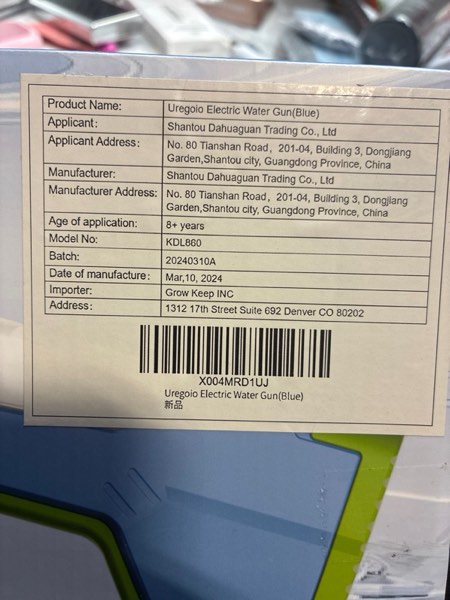 Product Name: Uregoio Electric Water Gun(Blue)
Applicant: Shantou Dahuaguan Trading Co., Ltd
Applicant Address: No. 80 Tianshan Road, 201-04, Building 3, Dongjiang
Garden,Shantou city, Guangdong Province, China
Manufacturer: Shantou Dahuaguan Trading Co., Ltd
Manufacturer Address: No. 80 Tianshan Road, 201-04, Building 3, Dongjiang
Garden,Shantou city, Guangdong Province, China
Age of application: 8+ years
Model No: KDL860
Batch: 20240310A
Date of manufacture: Mar,10, 2024
Importer: Grow Keep INC
Address: 1312 17th Street Suite 692 Denver CO 80202
X004MRD1UJ
Uregoio Electric Water Gun(Blue)
新品